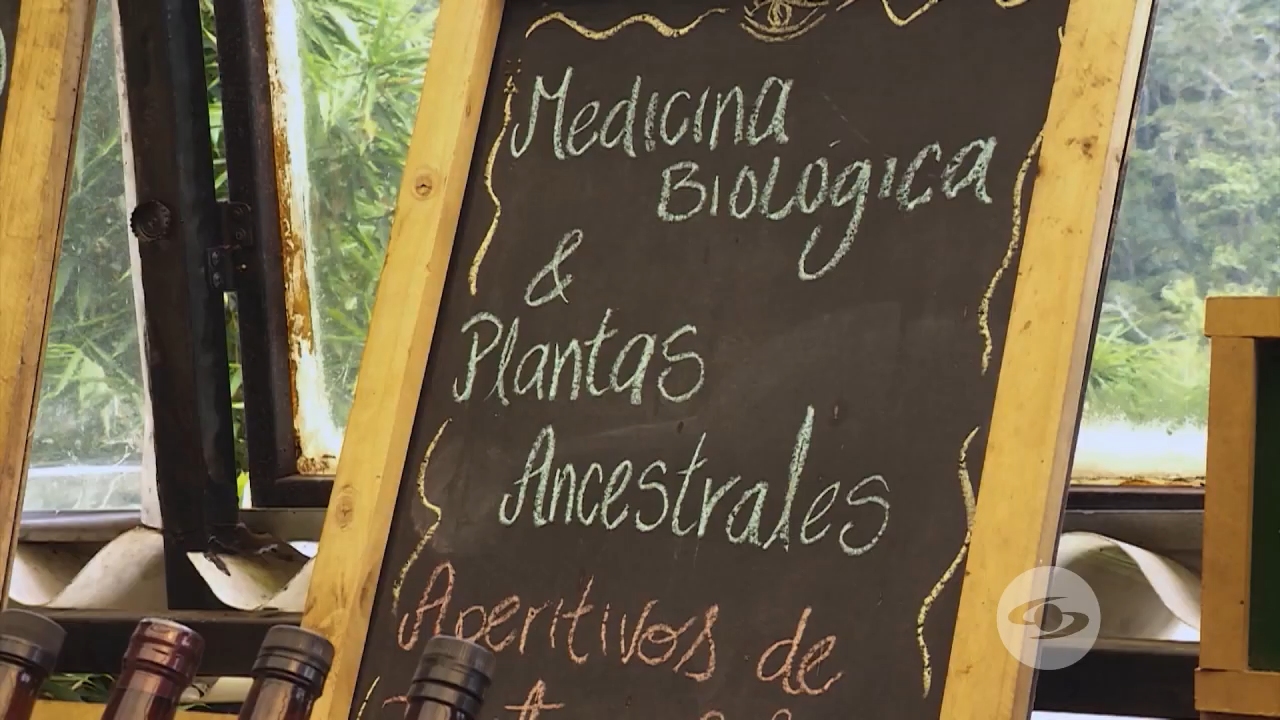 Medicina
Biológica
&
Plantas
Ancestrales
Aperitivos de